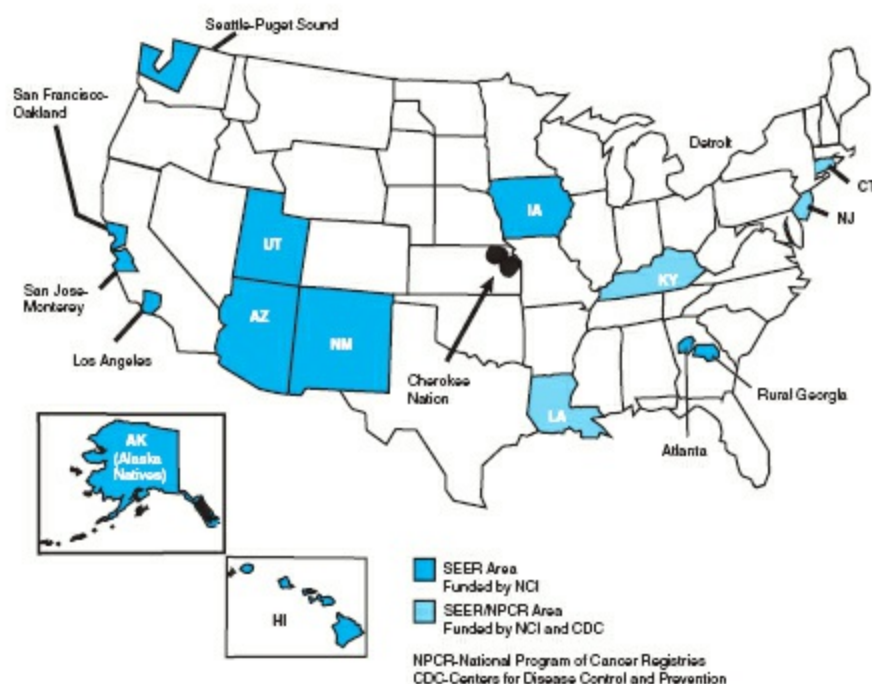 Seattle-Puget Sound
San Francisco-
Oakland
Detroit
CT
NJ
IA
UT
KY
San Jose-
Monterey
AZ
NM
Los Angeles
Cherokee
Nation
Rural Georgia
LA
Atlanta
AK
(Alaska
Natives)
HI
SEER Area
Funded by NCI
SEER/NPCR Area
Funded by NCI and CDC
NPCR-National Program of Cancer Registries
CDC-Centers for Disease Control and Prevention